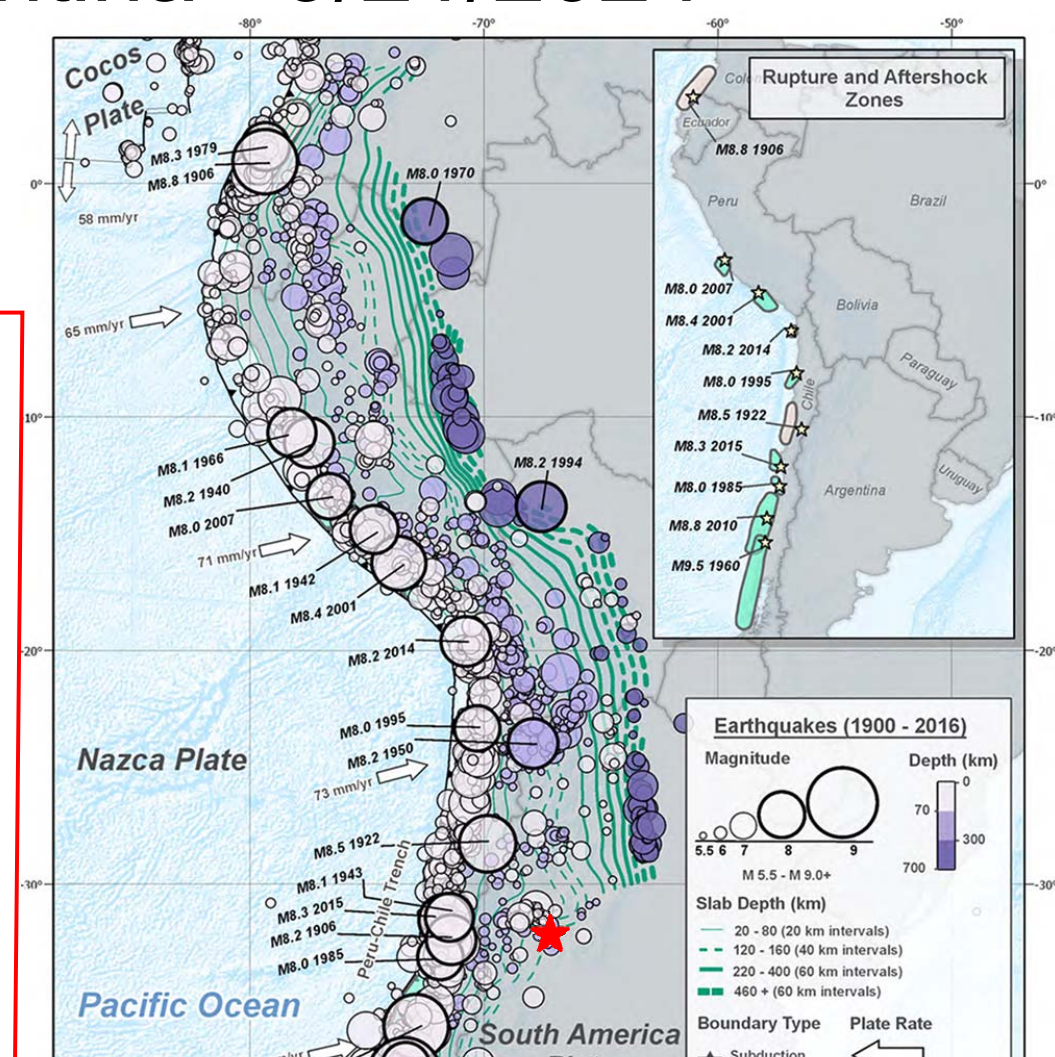 -80°
-70°
-60°
-50°
Cocos
Plate
M8.3 1979
M8.8 1906
M8.0 1970
0°
0°
58 mm/yr
65 mm/yr
-10°
-10°
M8.1 1966
M8.2 1940
M8.0 2007
M8.2 1994
71 mm/yr
M8.1 1942
M8.4 2001
M8.2 2014
-20°
-20°
M8.0 1995
M8.2 1950
Nazca Plate
73 mm/yr
M8.5 1922
M8.1 1943
M8.3 2015
M8.2 1906
M8.0 1985
-30°
-30°
Peru-Chile Trench
Pacific Ocean
South America
Rupture and Aftershock
Zones
Ecuador
M8.8 1906
Peru
Brazil
M8.0 2007
M8.4 2001
Bolivia
M8.2 2014
M8.0 1995
Paraguay
Chile
M8.5 1922
M8.3 2015
M8.0 1985
Argentina
Uruguay
M8.8 2010
M9.5 1960
Earthquakes (1900 - 2016)
Magnitude
Depth (km)
0
70
300
700
5.5 6 7 8 9
M 5.5 - M 9.0+
Slab Depth (km)
20 - 80 (20 km intervals)
120 - 160 (40 km intervals)
220 - 400 (60 km intervals)
460 + (60 km intervals)
Boundary Type Plate Rate
Subduction